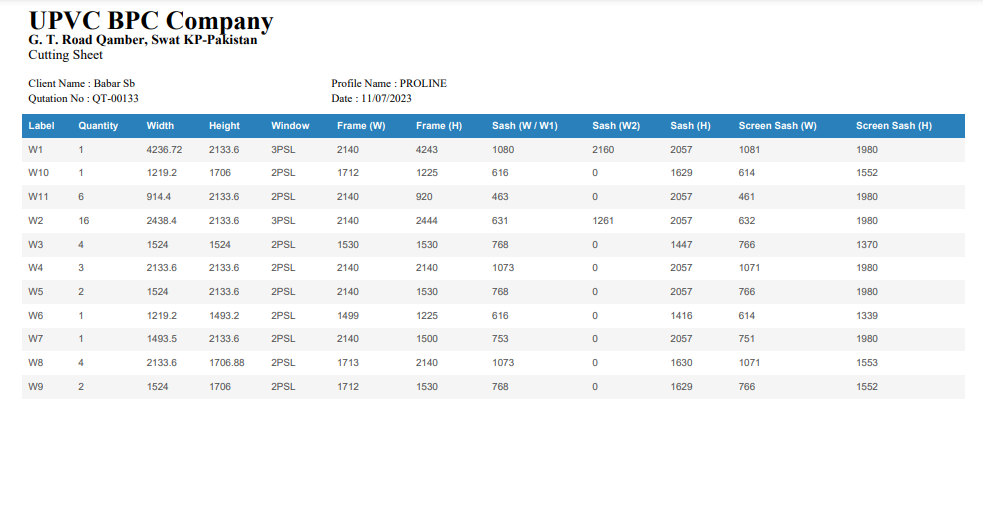 UPVC BPC Company
G. T. Road Qamber, Swat KP-Pakistan
Cutting Sheet
Client Name : Babar Sb Profile Name : PROLINE
Qutation No : QT-00133 Date : 11/07/2023
Label Quantity Width Height Window Frame (W) Frame (H) Sash (W / W1) Sash (W2) Sash (H) Screen Sash (W) Screen Sash (H)
W1 1 4236.72 2133.6 3PSL 2140 4243 1080 2160 2057 1081 1980
W10 1 1219.2 1706 2PSL 1712 1225 616 0 1629 614 1552
W11 6 914.4 2133.6 2PSL 2140 920 463 0 2057 461 1980
W2 16 2438.4 2133.6 3PSL 2140 2444 631 1261 2057 632 1980
W3 4 1524 1524 2PSL 1530 1530 768 0 1447 766 1370
W4 3 2133.6 2133.6 2PSL 2140 2140 1073 0 2057 1071 1980
W5 2 1524 2133.6 2PSL 2140 1530 768 0 2057 766 1980
W6 1 1219.2 1493.2 2PSL 1499 1225 616 0 1416 614 1339
W7 1 1493.5 2133.6 2PSL 2140 1500 753 0 2057 751 1980
W8 4 2133.6 1706.88 2PSL 1713 2140 1073 0 1630 1071 1553
W9 2 1524 1706 2PSL 1712 1530 768 0 1629 766 1552